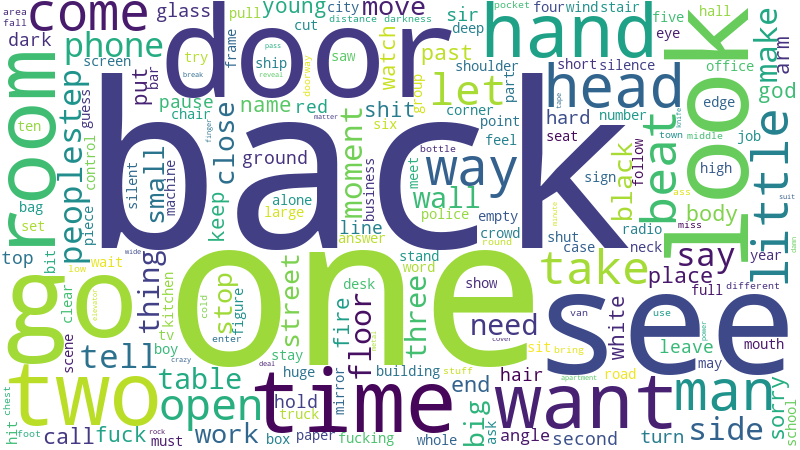 back
one
door
see
look
go
two
time
want
room
hand
come
head
way
man
little
take
let
open
move
phone
young
glass
pull
city
distance
darkness
sir
deep
pocket
four
wind
stair
hall
area
fall
dark
screen
put
bar
try
ship
pass
break
reveal
doorway
frame
cut
saw
watch
past
group
shoulder
part
short
silence
five
eye
office
make
arm
god
step
people
guess
ten
control
pause
chair
name
red
shit
six
corner
point
feel
hard
number
seat
edge
town
middle
job
beat
black
high
sign
follow
ass
suit
bag
set
piece
silent
small
machine
close
ground
finger
matter
moment
business
bottle
meet
wall
alone
large
keep
line
police
empty
crowd
answer
round
minute
shut
case
radio
neck
body
miss
say
year
top
bit
low
wait
wide
thing
kitchen
cold
stop
figure
street
stand
word
desk
three
show
place
full
different
clear
elevator
tv
scene
boy
enter
stay
fire
floor
need
cover
van
use
power
white
leave
mouth
may
tell
crazy
deal
huge
building
stuff
sit
bring
table
mirror
hair
end
apartment
road
sorry
school
chest
hit
foot
call
fuck
rock
must
work
hold
truck
box
paper
fucking
whole
big
ask
angle
second
turn
side
tape